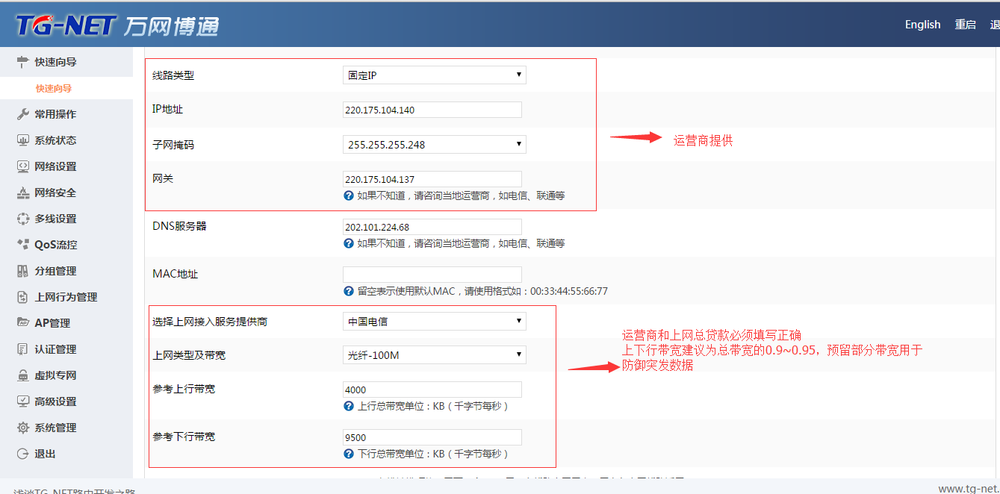 TG-NET 万网博通
English 重启 退
快速向导
快速向导
常用操作
系统状态
网络设置
网络安全
多线设置
QoS流控
分组管理
上网行为管理
AP管理
认证管理
虚拟专网
高级设置
系统管理
退出
线路类型 固定IP
IP地址 220.175.104.140
子网掩码 255.255.255.248
网关 220.175.104.137
如果不知道，请咨询当地运营商，如电信、联通等
运营商提供
DNS服务器 202.101.224.68
如果不知道，请咨询当地运营商，如电信、联通等
MAC地址
留空表示使用默认MAC，请使用格式如：00:33:44:55:66:77
选择上网接入服务提供商 中国电信
上网类型及带宽 光纤-100M
参考上行带宽 4000
上行总带宽单位：KB（千字节每秒）
参考下行带宽 9500
下行总带宽单位：KB（千字节每秒）
运营商和上网总贷款必须填写正确
上下行带宽建议为总带宽的0.9~0.95，预留部分带宽用于
防御突发数据
浅谈TG-NET路由开发之路
www.tg-net.